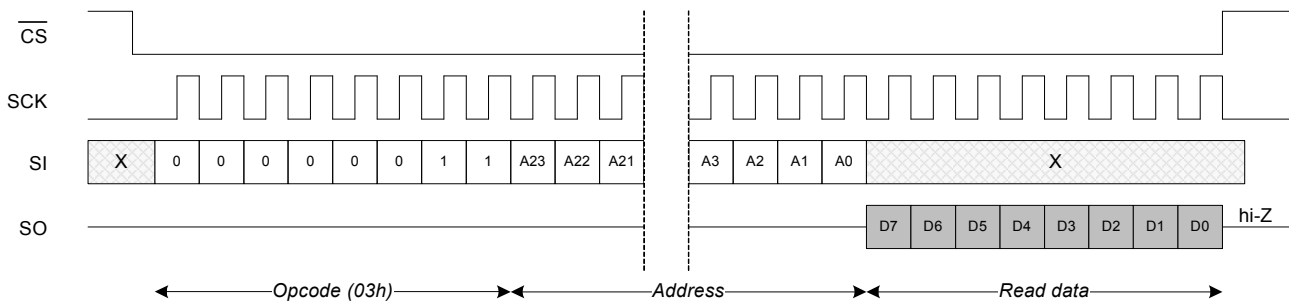 CS
SCK
SI X 0 0 0 0 0 0 1 1 A23 A22 A21 A3 A2 A1 A0 X
SO D7 D6 D5 D4 D3 D2 D1 D0 hi-Z
Opcode (03h) Address Read data